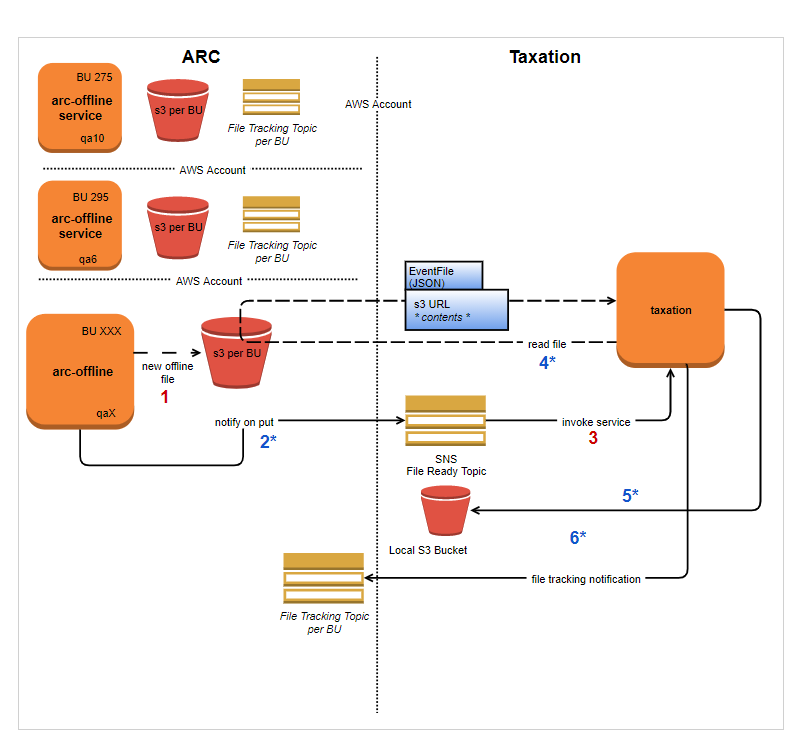 ARC
Taxation
BU 275
arc-offline
service
qa10
s3 per BU
File Tracking Topic
per BU
AWS Account
AWS Account
BU 295
arc-offline
service
qa6
s3 per BU
File Tracking Topic
per BU
AWS Account
EventFile
(JSON)
s3 URL
* contents *
taxation
BU XXX
arc-offline
qaX
new offline
file
1
s3 per BU
read file
4*
notify on put
2*
invoke service
3
SNS
File Ready Topic
5*
Local S3 Bucket
6*
file tracking notification
File Tracking Topic
per BU